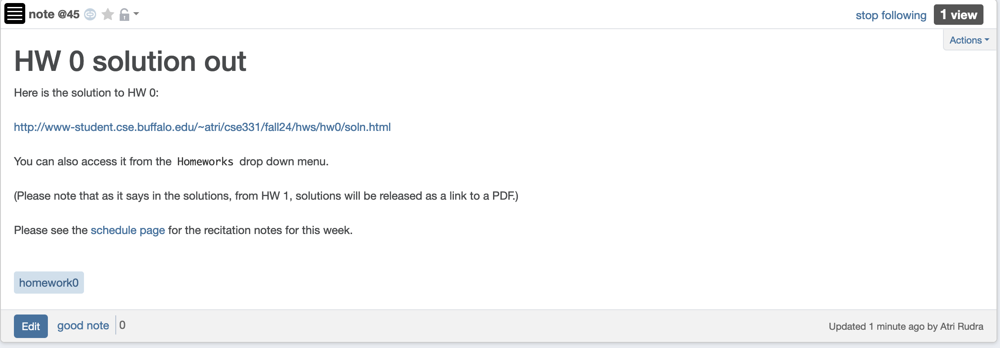 note @45
stop following
1 view
Actions
HW 0 solution out
Here is the solution to HW 0:
http://www-student.cse.buffalo.edu/~atri/cse331/fall24/hws/hw0/soln.html
You can also access it from the Homeworks drop down menu.
(Please note that as it says in the solutions, from HW 1, solutions will be released as a link to a PDF.)
Please see the schedule page for the recitation notes for this week.
homework0
Edit
good note
0
Updated 1 minute ago by Atri Rudra